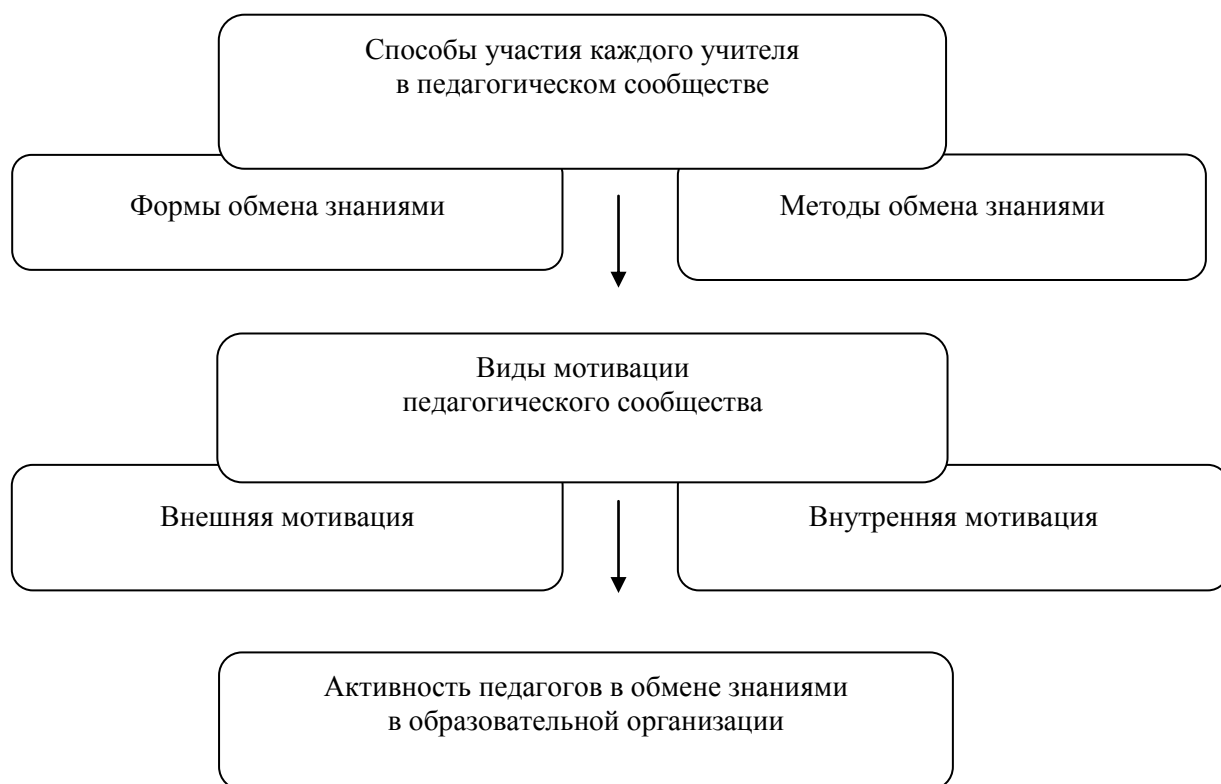 Способы участия каждого учителя
в педагогическом сообществе
Формы обмена знаниями
Методы обмена знаниями
Виды мотивации
педагогического сообщества
Внешняя мотивация
Внутренняя мотивация
Активность педагогов в обмене знаниями
в образовательной организации